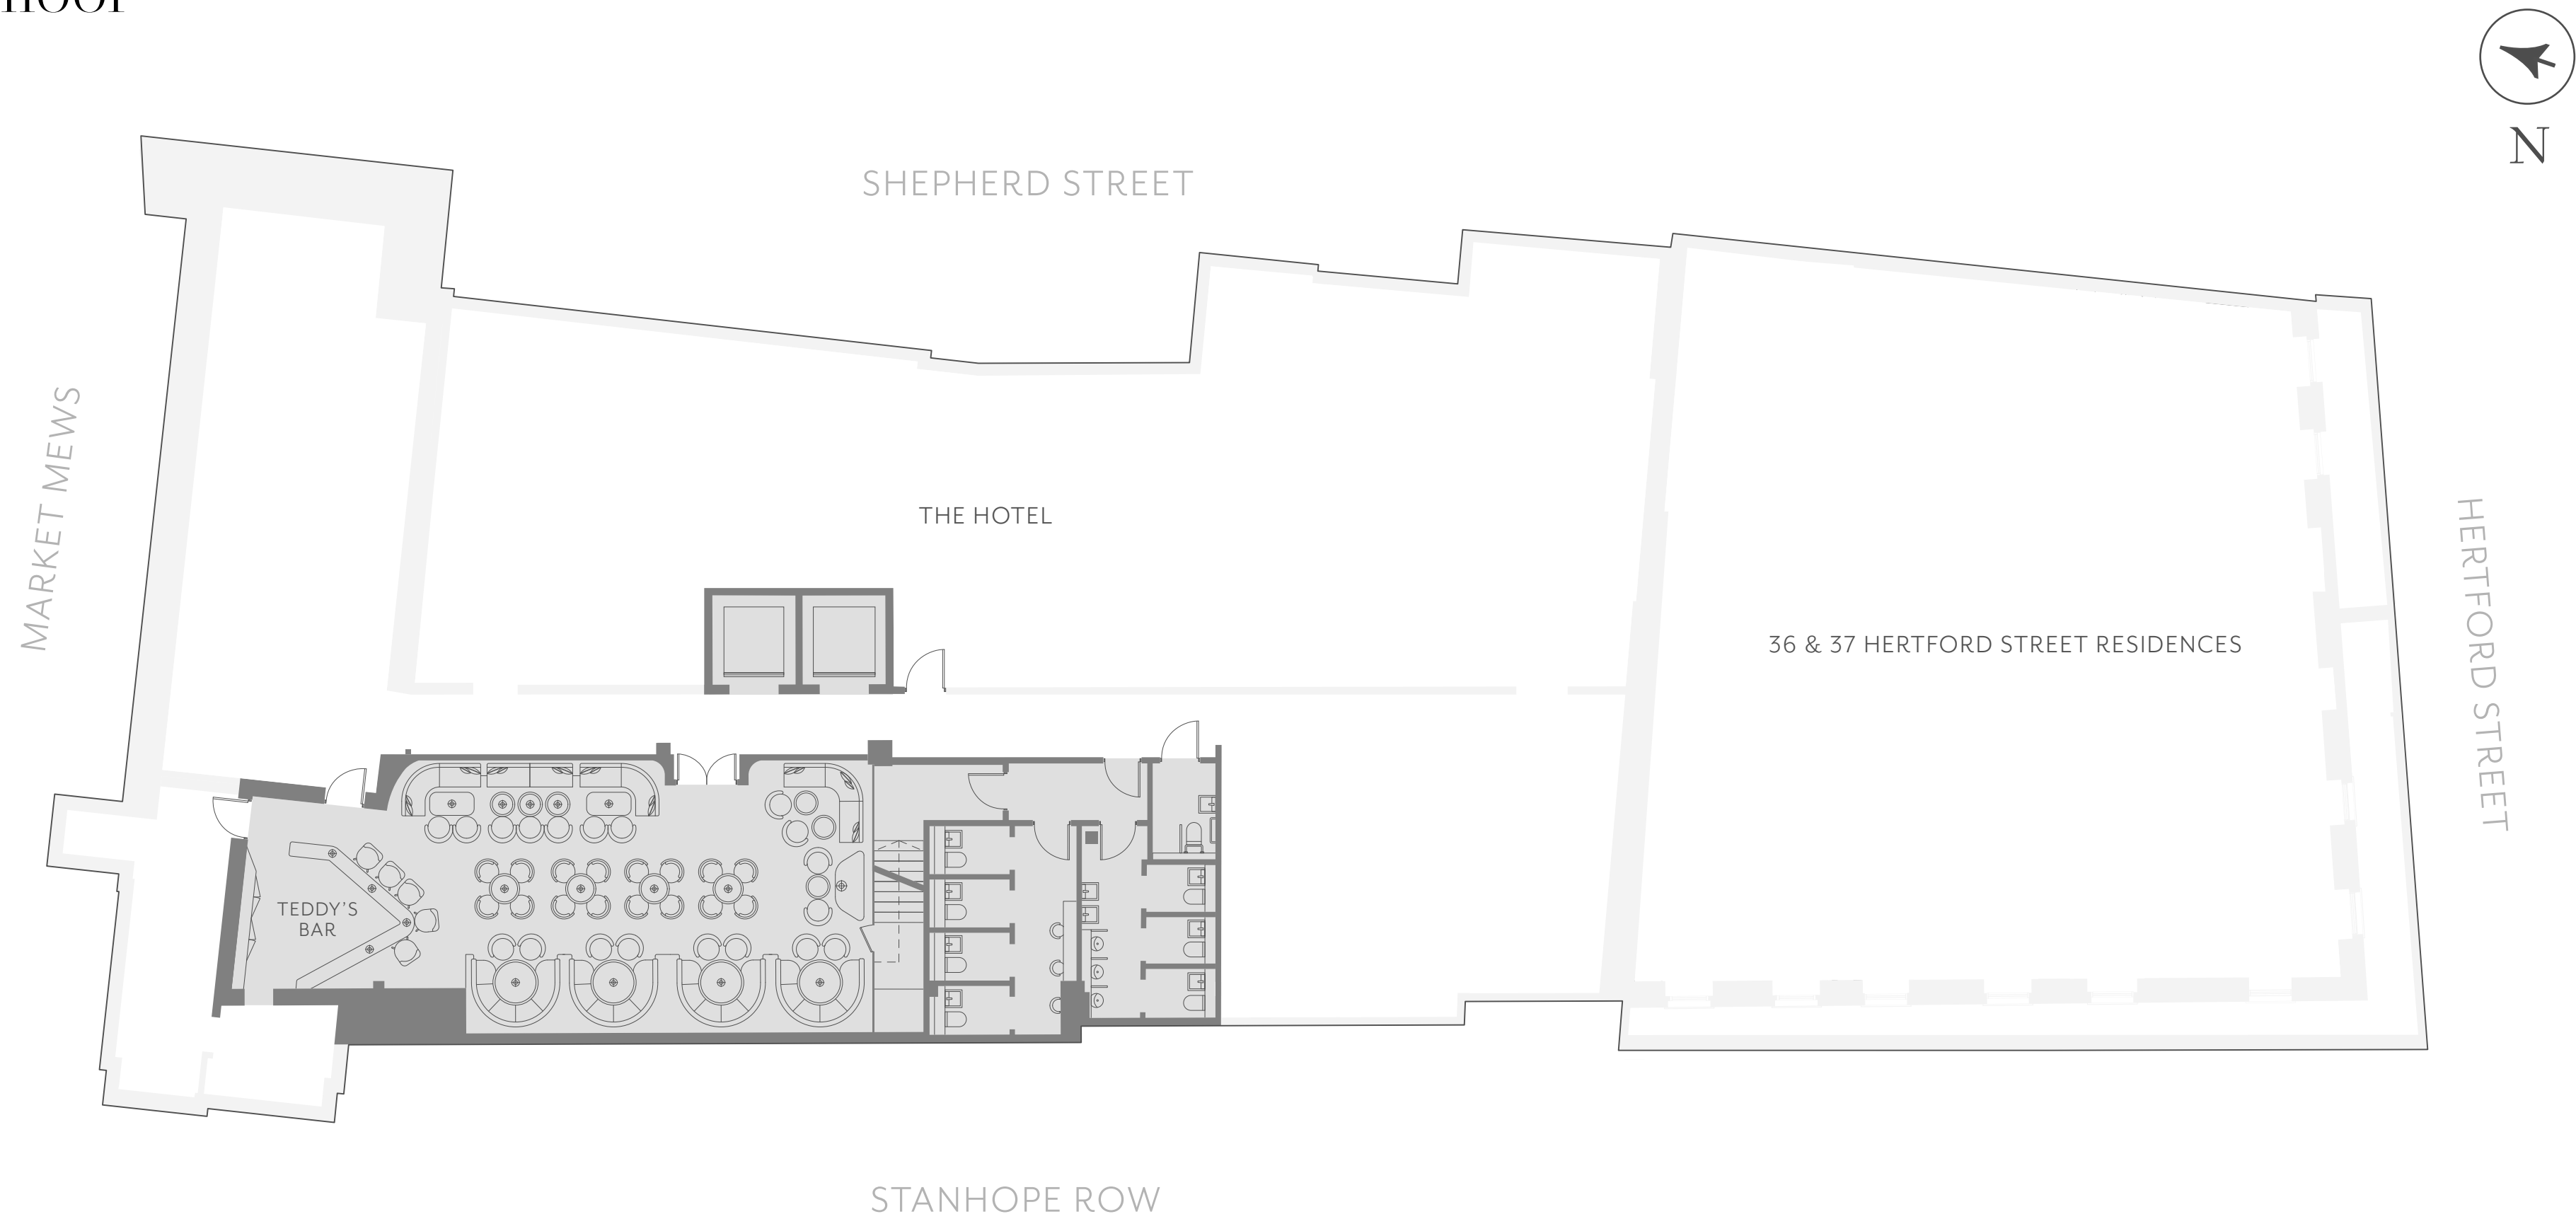 N
SHEPHERD STREET
MARKET MEWS
THE HOTEL
HERTFORD STREET
36 & 37 HERTFORD STREET RESIDENCES
TEDDY’S
BAR
STANHOPE ROW